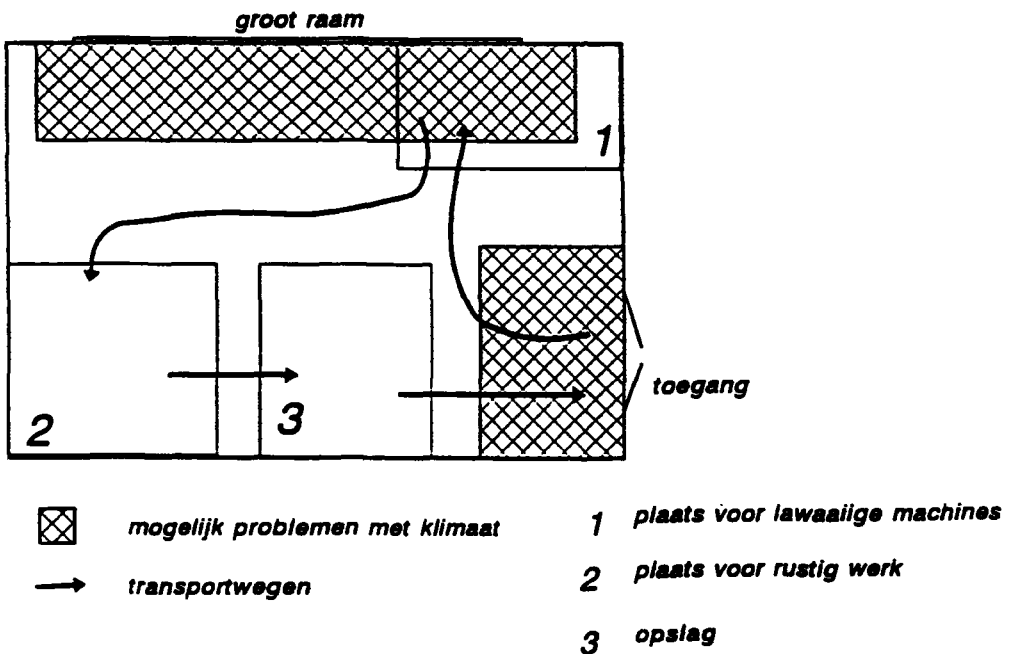 groot raam
1
toegang
2
3
mogelijk problemen met klimaat
transportwegen
1 plaats voor lawaaiige machines
2 plaats voor rustig werk
3 opslag